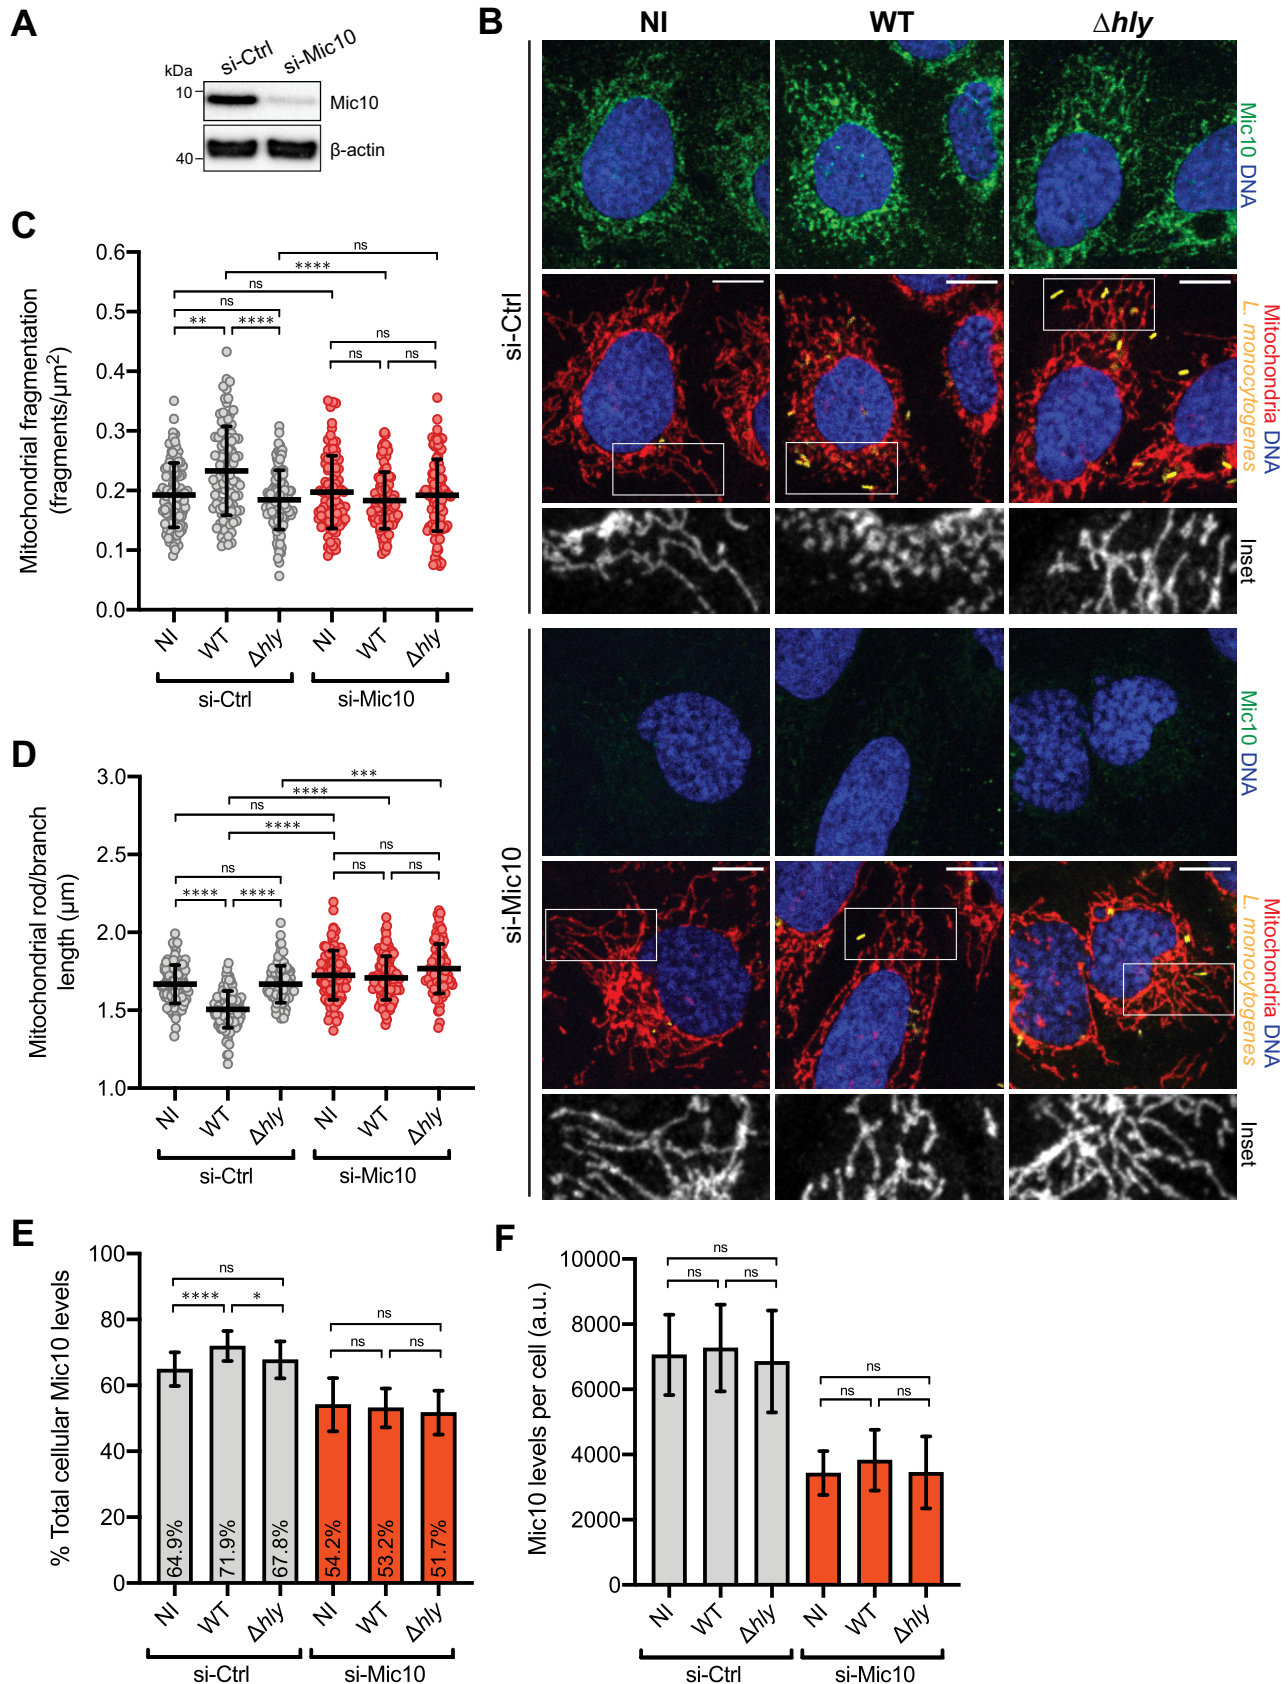 A
si-Ctrl si-Mic10
kDa
10
Mic10
40
β-actin
B
NI WT Δhly
si-Ctrl
Mic10 DNA
Mitochondria DNA
L. monocytogenes
Inset
si-Mic10
Mic10 DNA
Mitochondria DNA
L. monocytogenes
Inset
C
Mitochondrial fragmentation
(fragments/µm2)
0.6
0.5
0.4
0.3
0.2
0.1
0.0
ns
****
ns
ns
** ****
ns
ns ns
NI WT Δhly NI WT Δhly
si-Ctrl si-Mic10
D
Mitochondrial rod/branch
length (µm)
3.0
2.5
2.0
1.5
1.0
***
****
ns
****
ns
**** ****
ns
ns ns
NI WT Δhly NI WT Δhly
si-Ctrl si-Mic10
E
% Total cellular Mic10 levels
100
80
60
40
20
0
ns
**** *
ns
ns ns
64.9% 71.9% 67.8% 54.2% 53.2% 51.7%
NI WT Δhly NI WT Δhly
si-Ctrl si-Mic10
F
Mic10 levels per cell (a.u.)
10000
8000
6000
4000
2000
0
ns
ns ns
ns
ns ns
NI WT Δhly NI WT Δhly
si-Ctrl si-Mic10